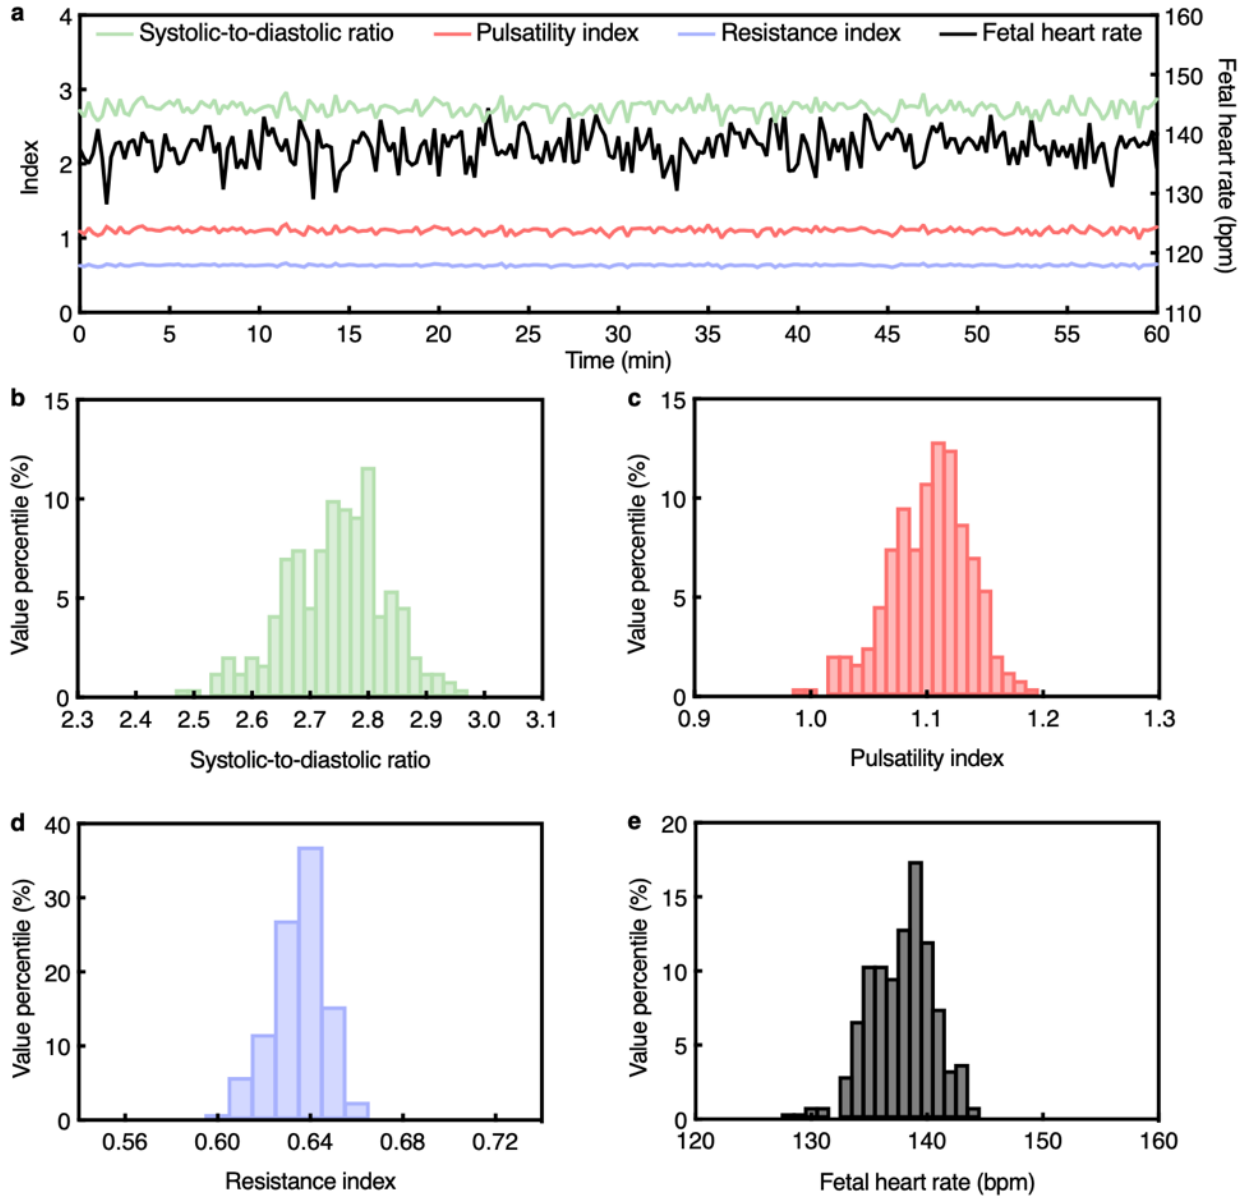 a
Systolic-to-diastolic ratio Pulsatility index Resistance index Fetal heart rate
4
3
2
1
0
Index
160
150
140
130
120
110
Fetal heart rate (bpm)
0 5 10 15 20 25 30 35 40 45 50 55 60
Time (min)
b
15
10
5
0
Value percentile (%)
2.3 2.4 2.5 2.6 2.7 2.8 2.9 3.0 3.1
Systolic-to-diastolic ratio
c
15
10
5
0
Value percentile (%)
0.9 1.0 1.1 1.2 1.3
Pulsatility index
d
40
30
20
10
0
Value percentile (%)
0.56 0.60 0.64 0.68 0.72
Resistance index
e
20
15
10
5
0
Value percentile (%)
120 130 140 150 160
Fetal heart rate (bpm)